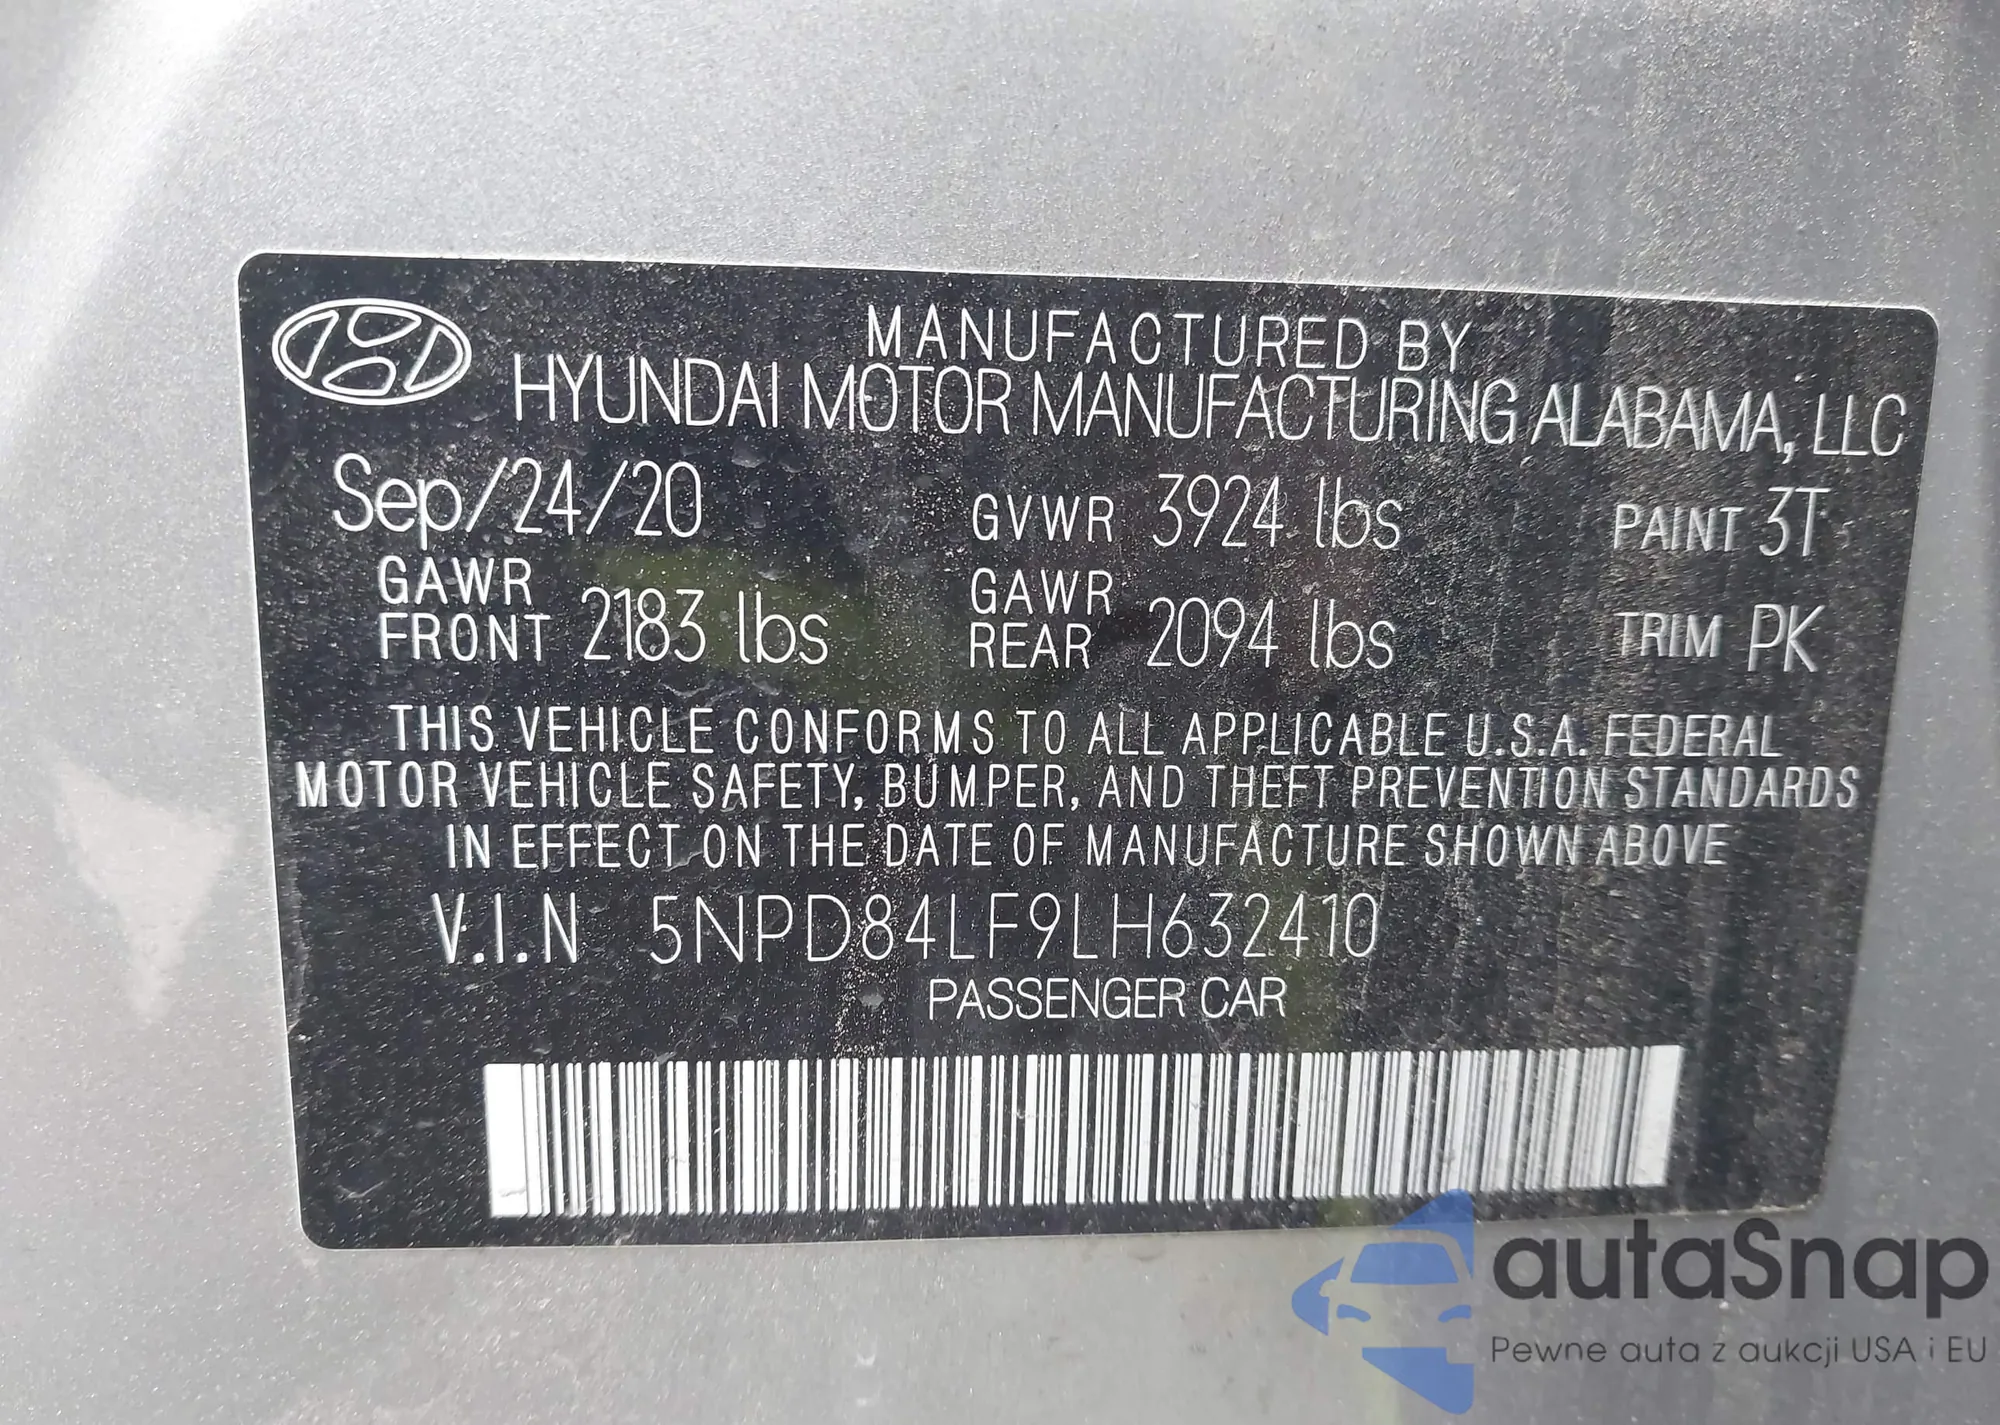 MANUFACTURED BY
HYUNDAI MOTOR MANUFACTURING ALABAMA, LLC
Sep/24/20 GVWR 3924 lbs PAINT 3T
GAWR FRONT 2183 lbs GAWR REAR 2094 lbs TRIM PK
THIS VEHICLE CONFORMS TO ALL APPLICABLE U.S.A. FEDERAL
MOTOR VEHICLE SAFETY, BUMPER, AND THEFT PREVENTION STANDARDS
IN EFFECT ON THE DATE OF MANUFACTURE SHOWN ABOVE
V.I.N 5NPD84LF9LH632410
PASSENGER CAR
autaSnap
Pewne auta z aukcji USA i EU